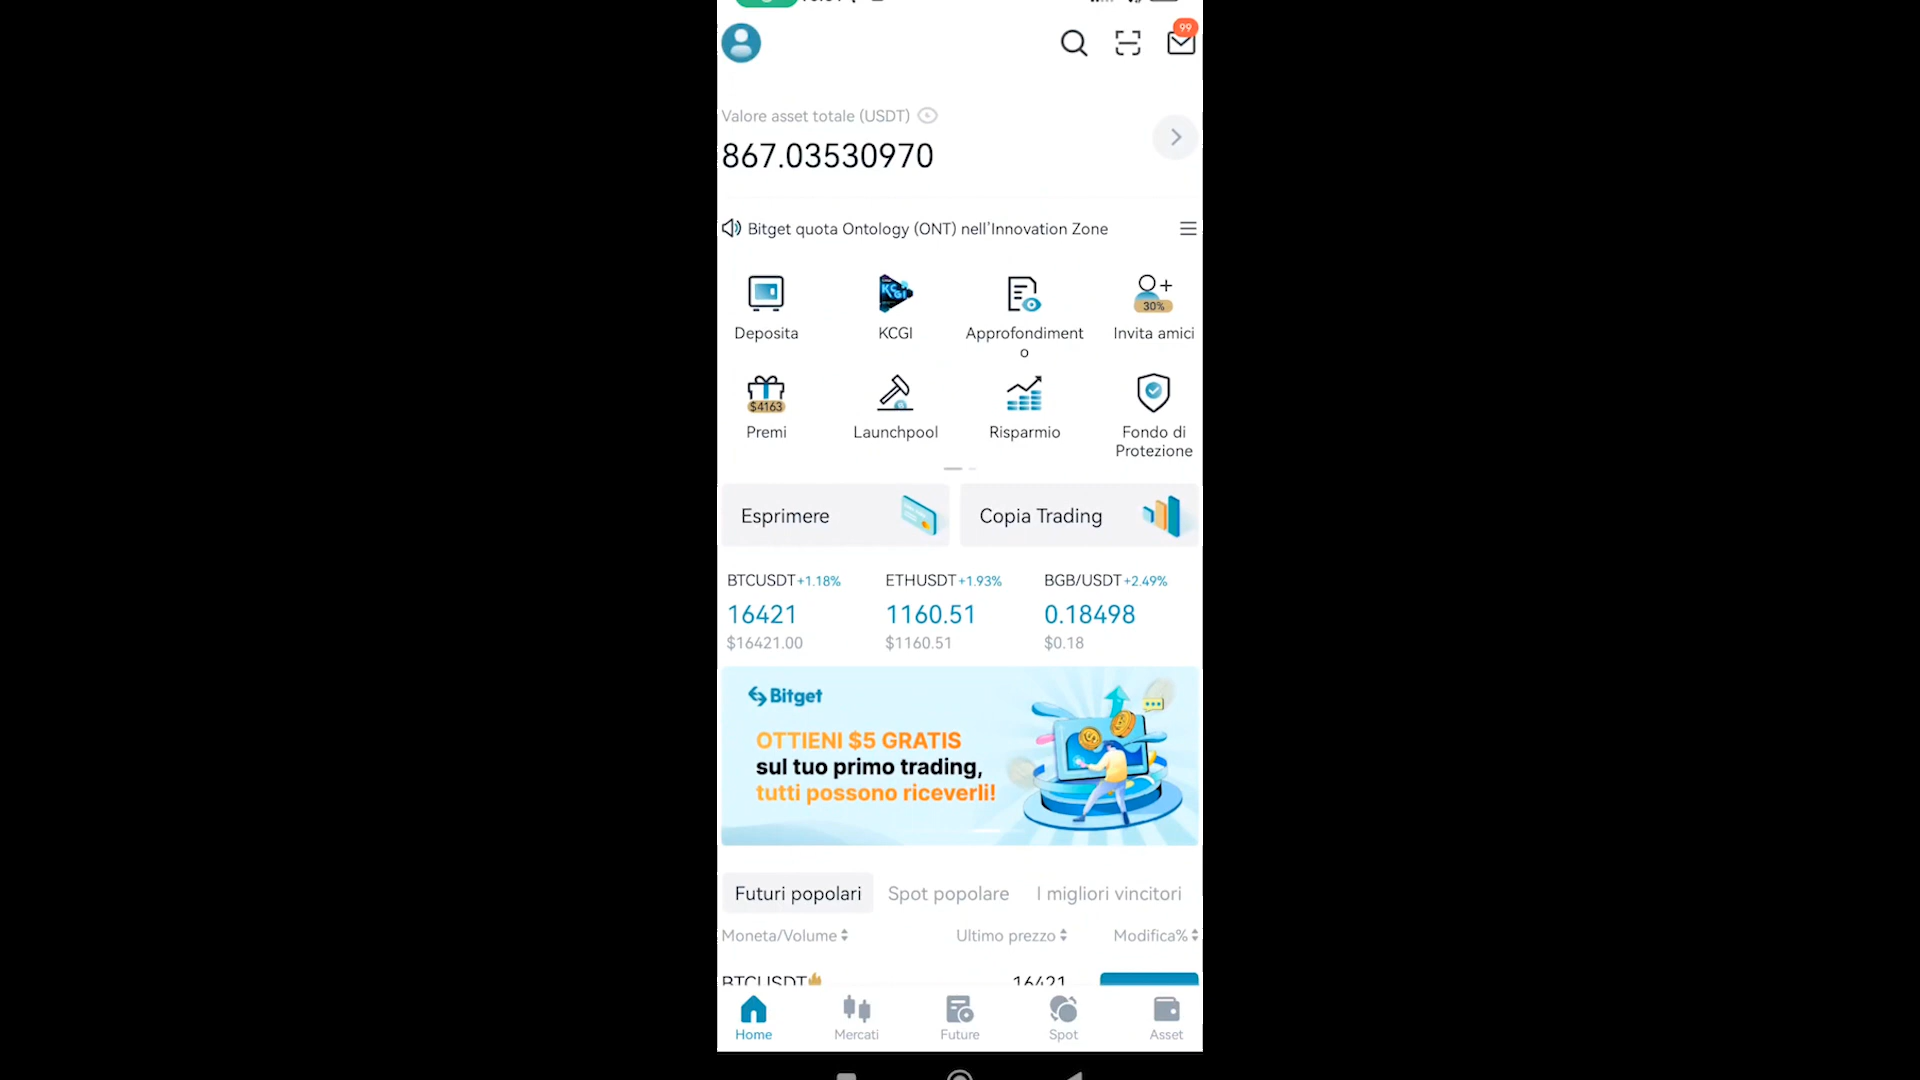 99
Valore asset totale (USDT)
867.03530970
Bitget quota Ontology (ONT) nell'Innovation Zone
KCGI
30%
Deposita
KCGI
Approfondiment
o
Invita amici
$4163
Premi
Launchpool
Risparmio
Fondo di
Protezione
Esprimere
Copia Trading
BTCUSDT +1.18%
ETHUSDT +1.93%
BGB/USDT +2.49%
16421
1160.51
0.18498
$16421.00
$1160.51
$0.18
Bitget
OTTIENI $5 GRATIS
sul tuo primo trading,
tutti possono riceverli!
Futuri popolari
Spot popolare
I migliori vincitori
Moneta/Volume
Ultimo prezzo
Modifica%
BTCUSDT
16421
Home
Mercati
Future
Spot
Asset